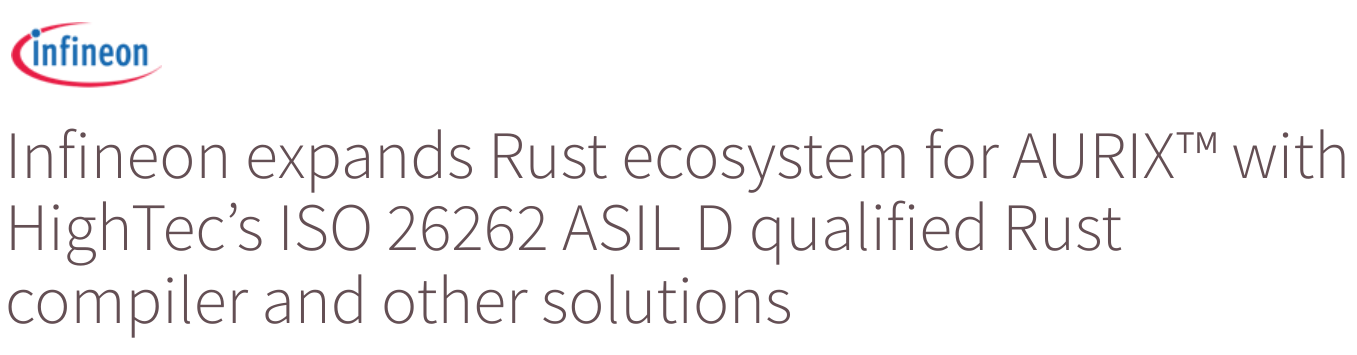 infineon
Infineon expands Rust ecosystem for AURIX™ with
HighTec’s ISO 26262 ASIL D qualified Rust
compiler and other solutions